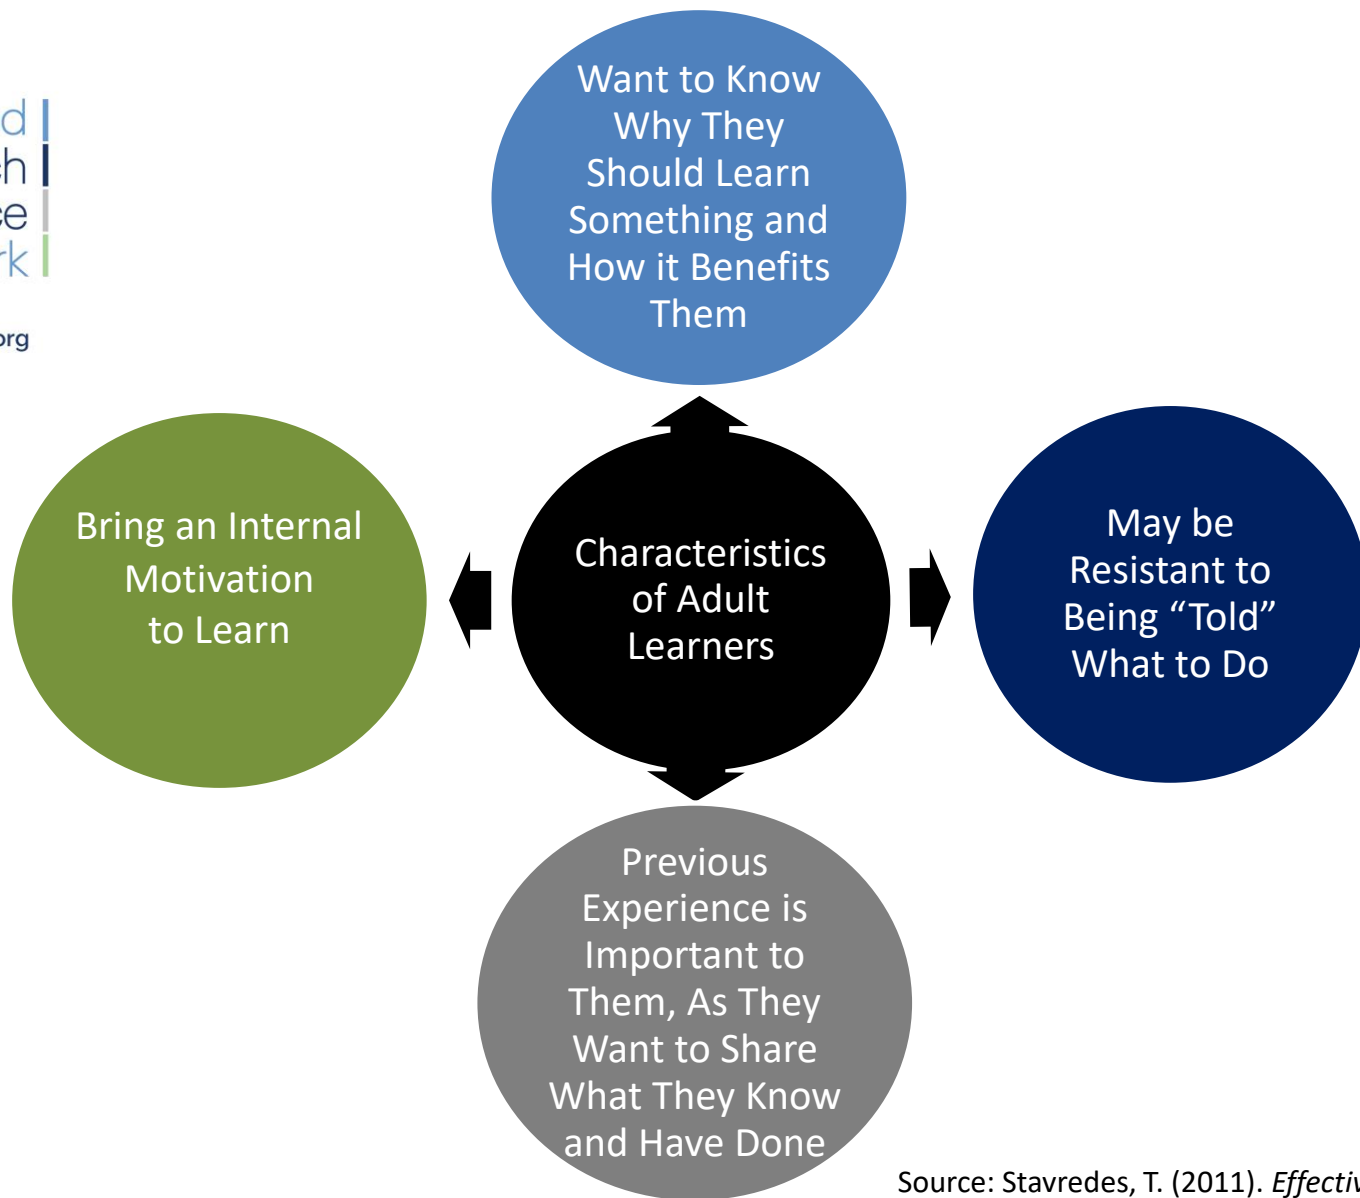 Want to Know
Why They
Should Learn
Something and
How it Benefits
Them
Bring an Internal
Motivation
to Learn
Characteristics
of Adult
Learners
May be
Resistant to
Being “Told”
What to Do
Previous
Experience is
Important to
Them, As They
Want to Share
What They Know
and Have Done
Source: Stavredes, T. (2011).